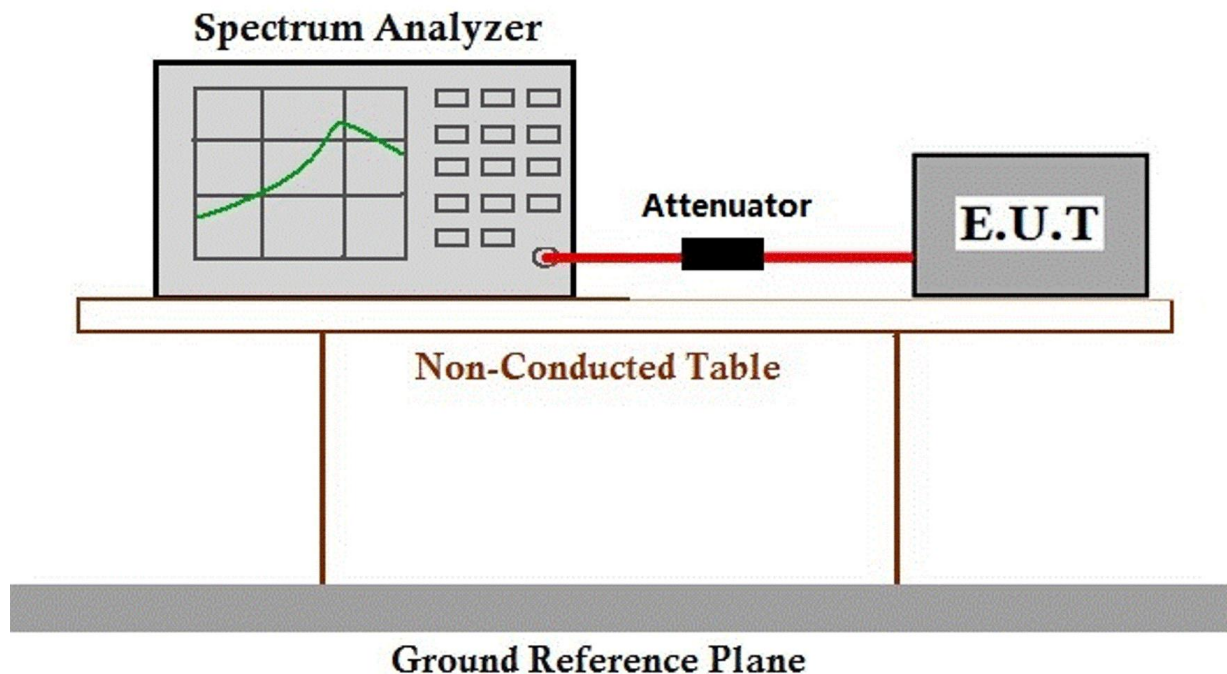 Spectrum Analyzer
Attenuator
E.U.T
Non-Conducted Table
Ground Reference Plane